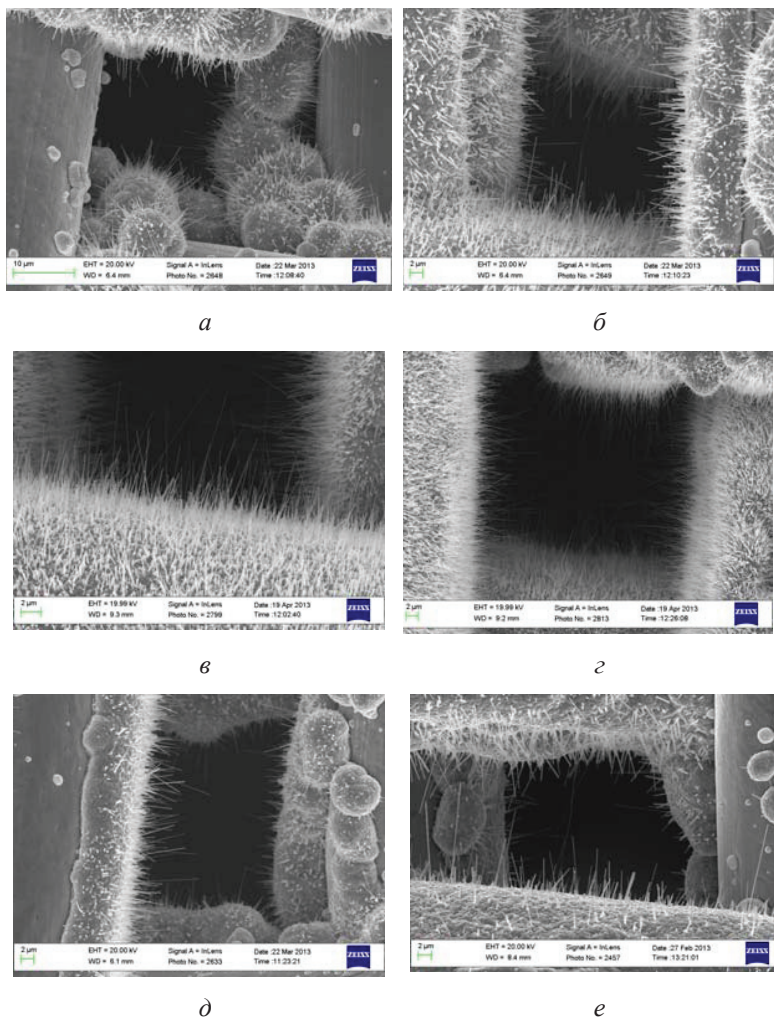 10 µm EHT = 20.00 kV Signal A = InLens Date :22 Mar 2013 ZEISS
WD = 6.4 mm Photo No. = 2648 Time :12:08:40
2 µm EHT = 20.00 kV Signal A = InLens Date :22 Mar 2013 ZEISS
WD = 6.4 mm Photo No. = 2649 Time :12:10:23
а
б
2 µm EHT = 19.99 kV Signal A = InLens Date :19 Apr 2013 ZEISS
WD = 9.3 mm Photo No. = 2799 Time :12:02:40
2 µm EHT = 19.99 kV Signal A = InLens Date :19 Apr 2013 ZEISS
WD = 9.2 mm Photo No. = 2813 Time :12:26:08
в
г
2 µm EHT = 20.00 kV Signal A = InLens Date :22 Mar 2013 ZEISS
WD = 6.1 mm Photo No. = 2633 Time :11:23:21
2 µm EHT = 20.00 kV Signal A = InLens Date :27 Feb 2013 ZEISS
WD = 8.4 mm Photo No. = 2457 Time :13:21:01
д
е